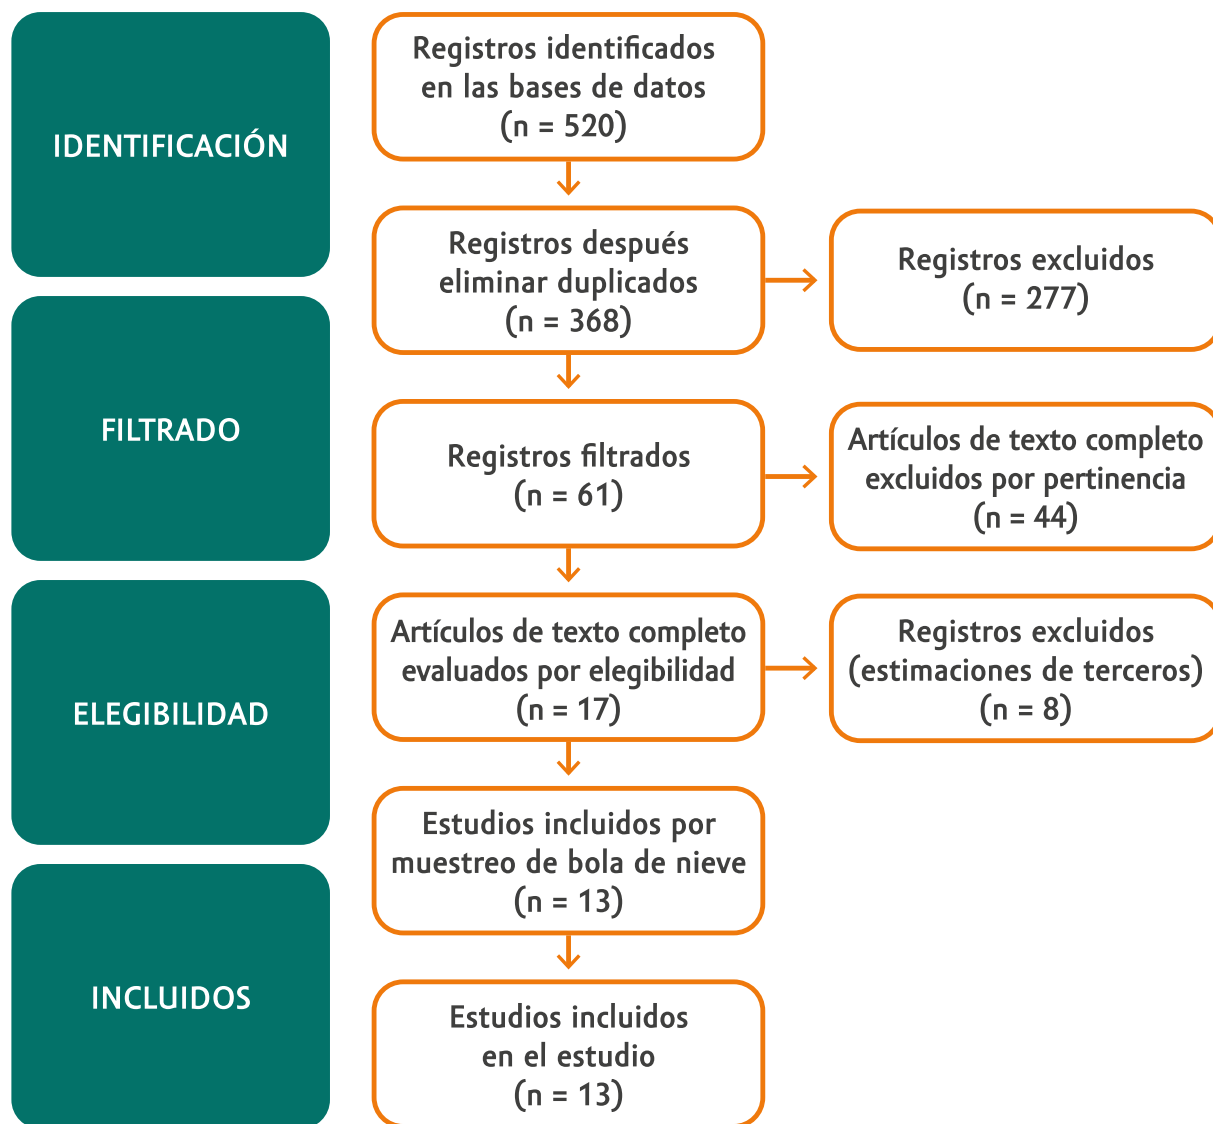 IDENTIFICACIÓN
Registros identificados
en las bases de datos
(n = 520)
Registros después
eliminar duplicados
(n = 368)
Registros excluidos
(n = 277)
FILTRADO
Registros filtrados
(n = 61)
Artículos de texto completo
excluidos por pertinencia
(n = 44)
ELEGIBILIDAD
Artículos de texto completo
evaluados por elegibilidad
(n = 17)
Registros excluidos
(estimaciones de terceros)
(n = 8)
Estudios incluidos por
muestreo de bola de nieve
(n = 13)
INCLUIDOS
Estudios incluidos
en el estudio
(n = 13)